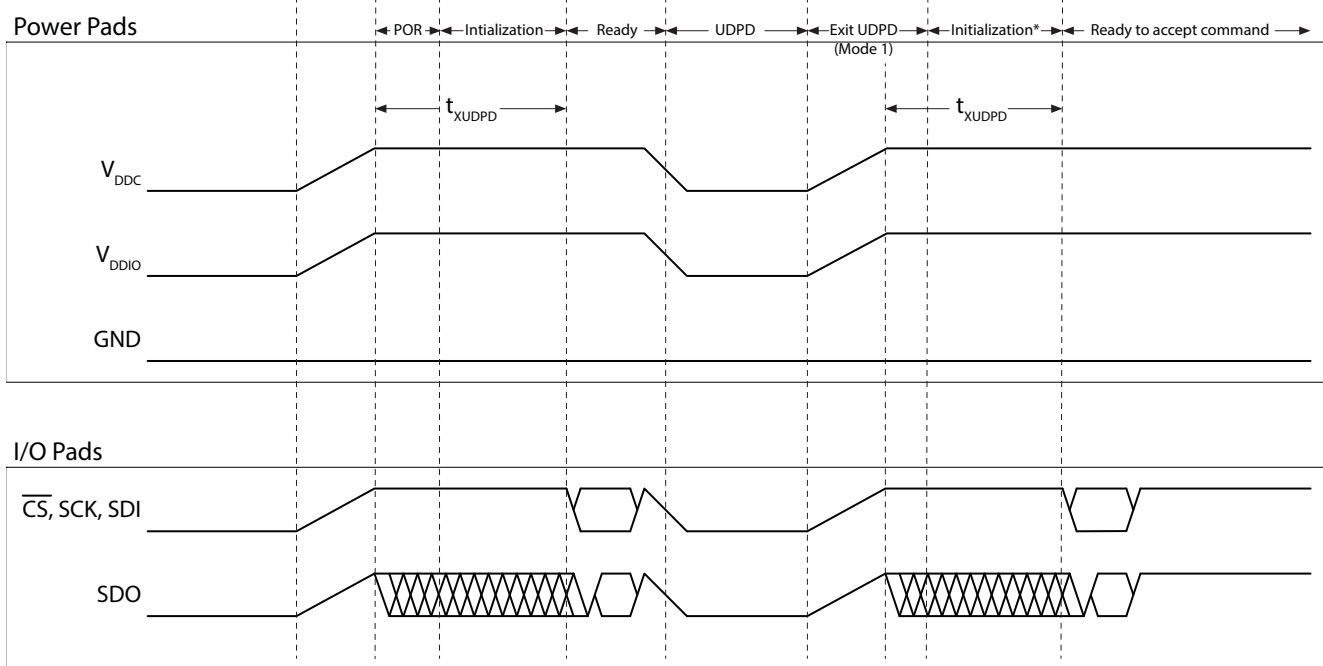 Power Pads
POR
Intialization
Ready
UDPD
Exit UDPD
(Mode 1)
Initialization*
Ready to accept command
tXUDPD
tXUDPD
VDDC
VDDIO
GND
I/O Pads
CS, SCK, SDI
SDO